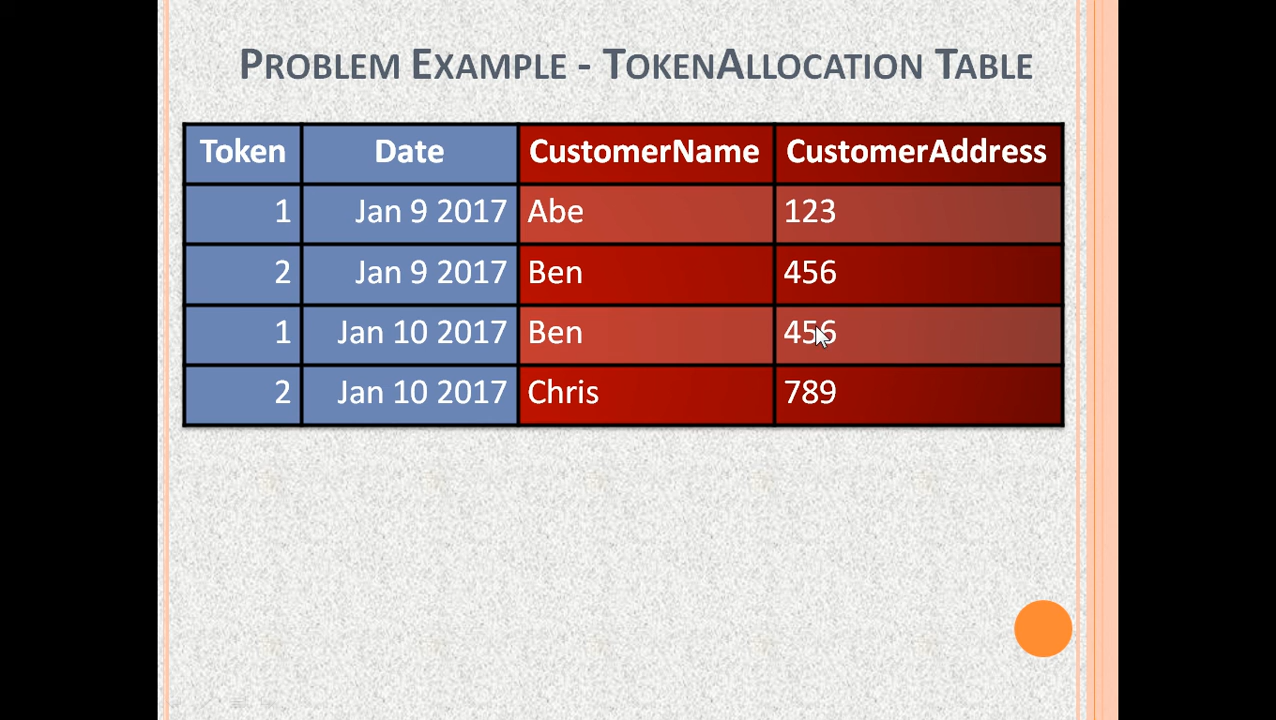 PROBLEM EXAMPLE - TOKENALLOCATION TABLE
Token Date CustomerName CustomerAddress
1 Jan 9 2017 Abe 123
2 Jan 9 2017 Ben 456
1 Jan 10 2017 Ben 456
2 Jan 10 2017 Chris 789